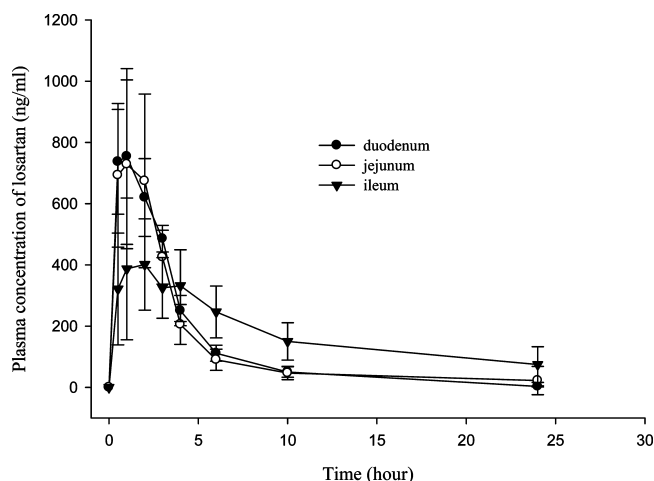 Plasma concentration of losartan (ng/ml)
1200
1000
800
600
400
200
0
duodenum
jejunum
ileum
0 5 10 15 20 25 30
Time (hour)